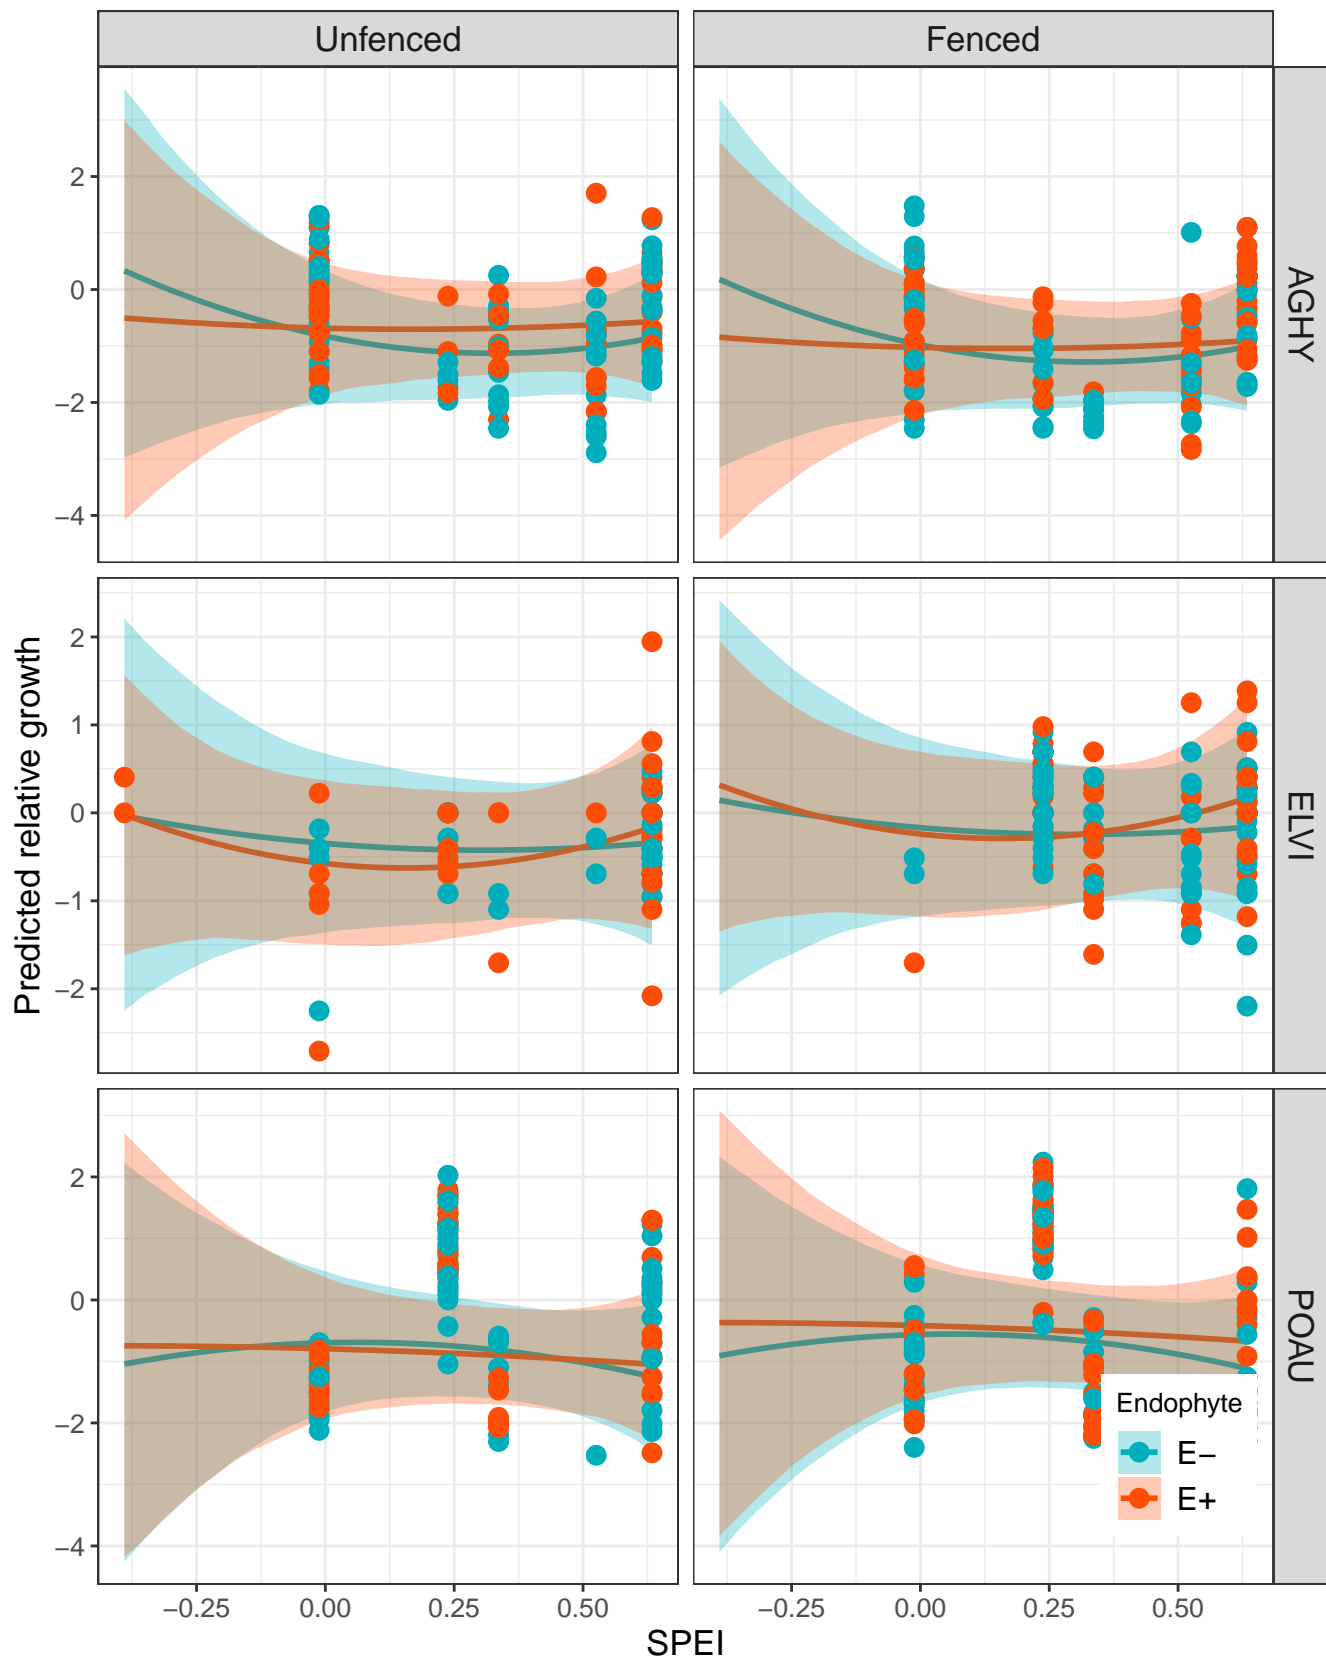 Unfenced
Fenced
2
0
−2
−4
AGHY
2
1
0
−1
−2
ELVI
Predicted relative growth
2
0
−2
−4
POAU
Endophyte
E−
E+
−0.25 0.00 0.25 0.50
−0.25 0.00 0.25 0.50
SPEI